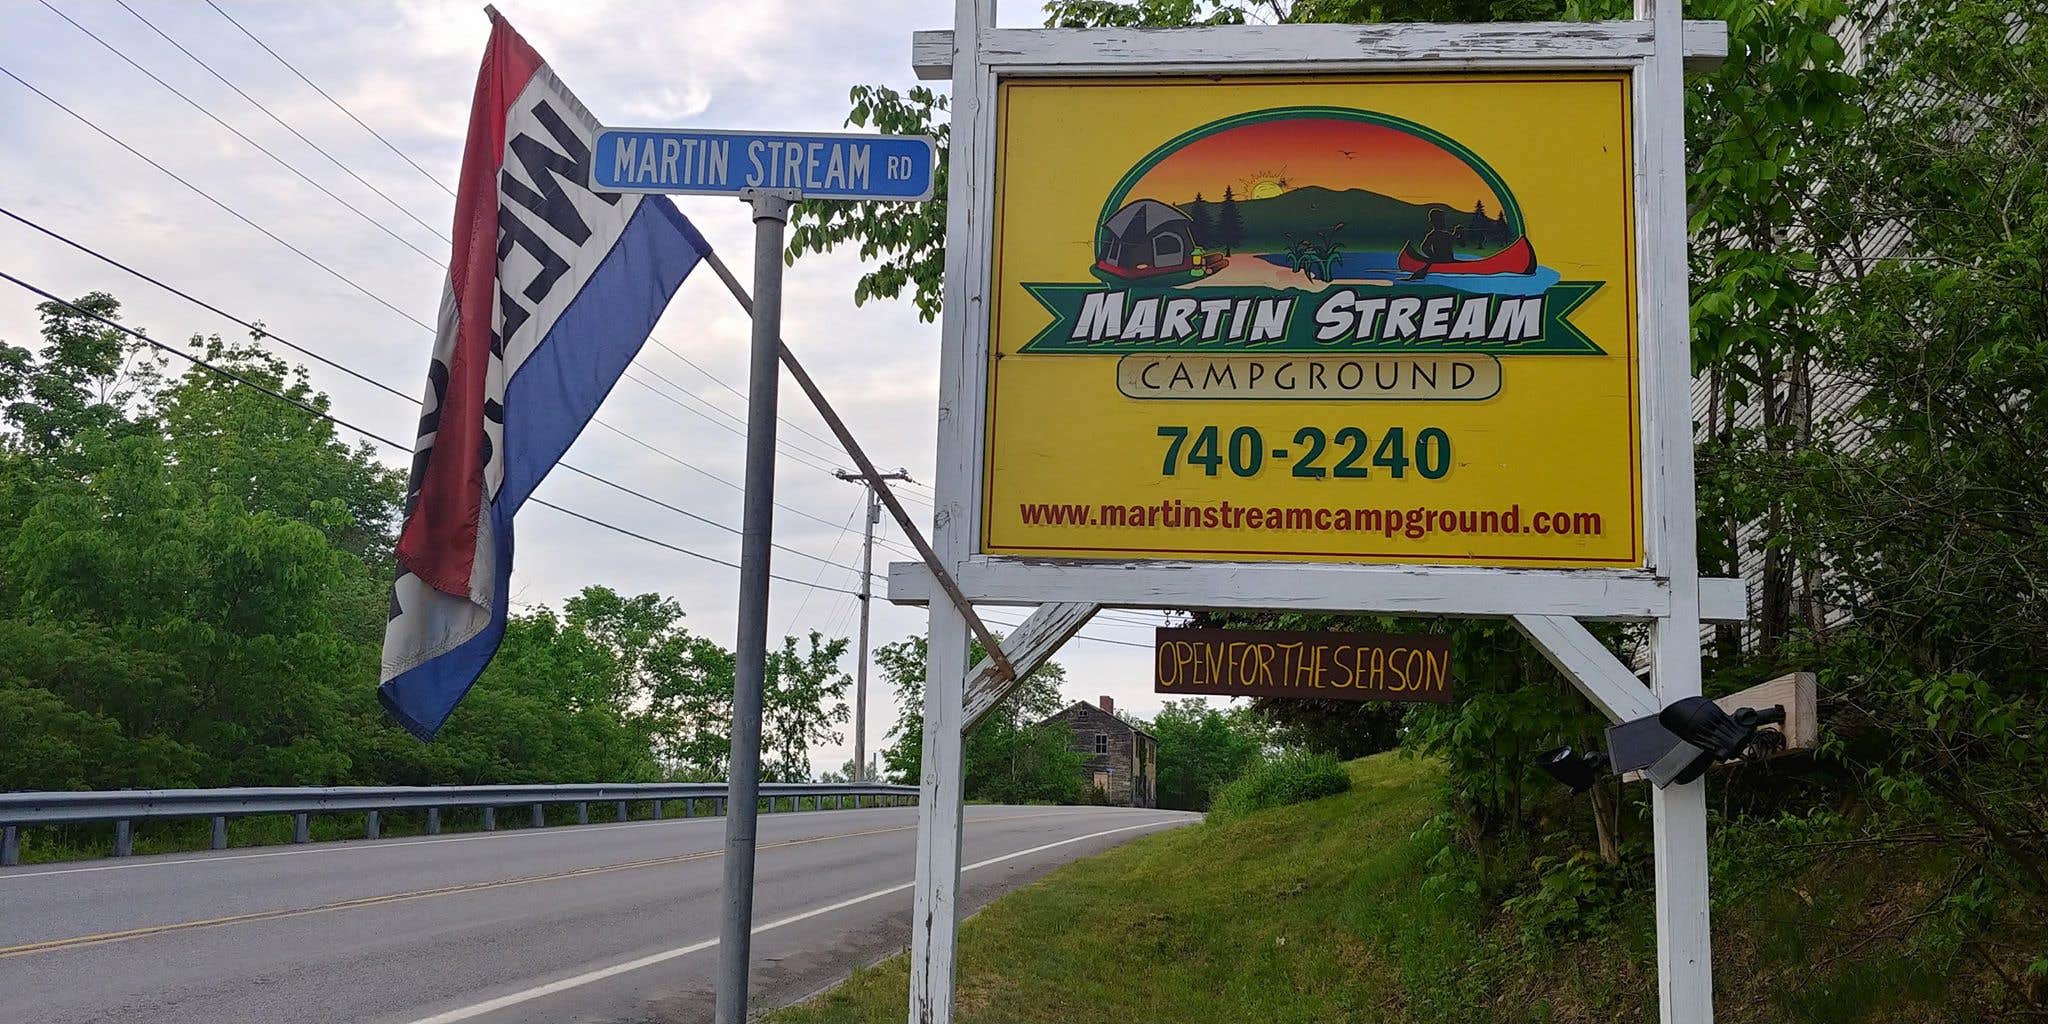 MARTIN STREAM RD
MARTIN STREAM
CAMPGROUND
740-2240
www.martinstreamcampground.com
OPEN FOR THE SEASON